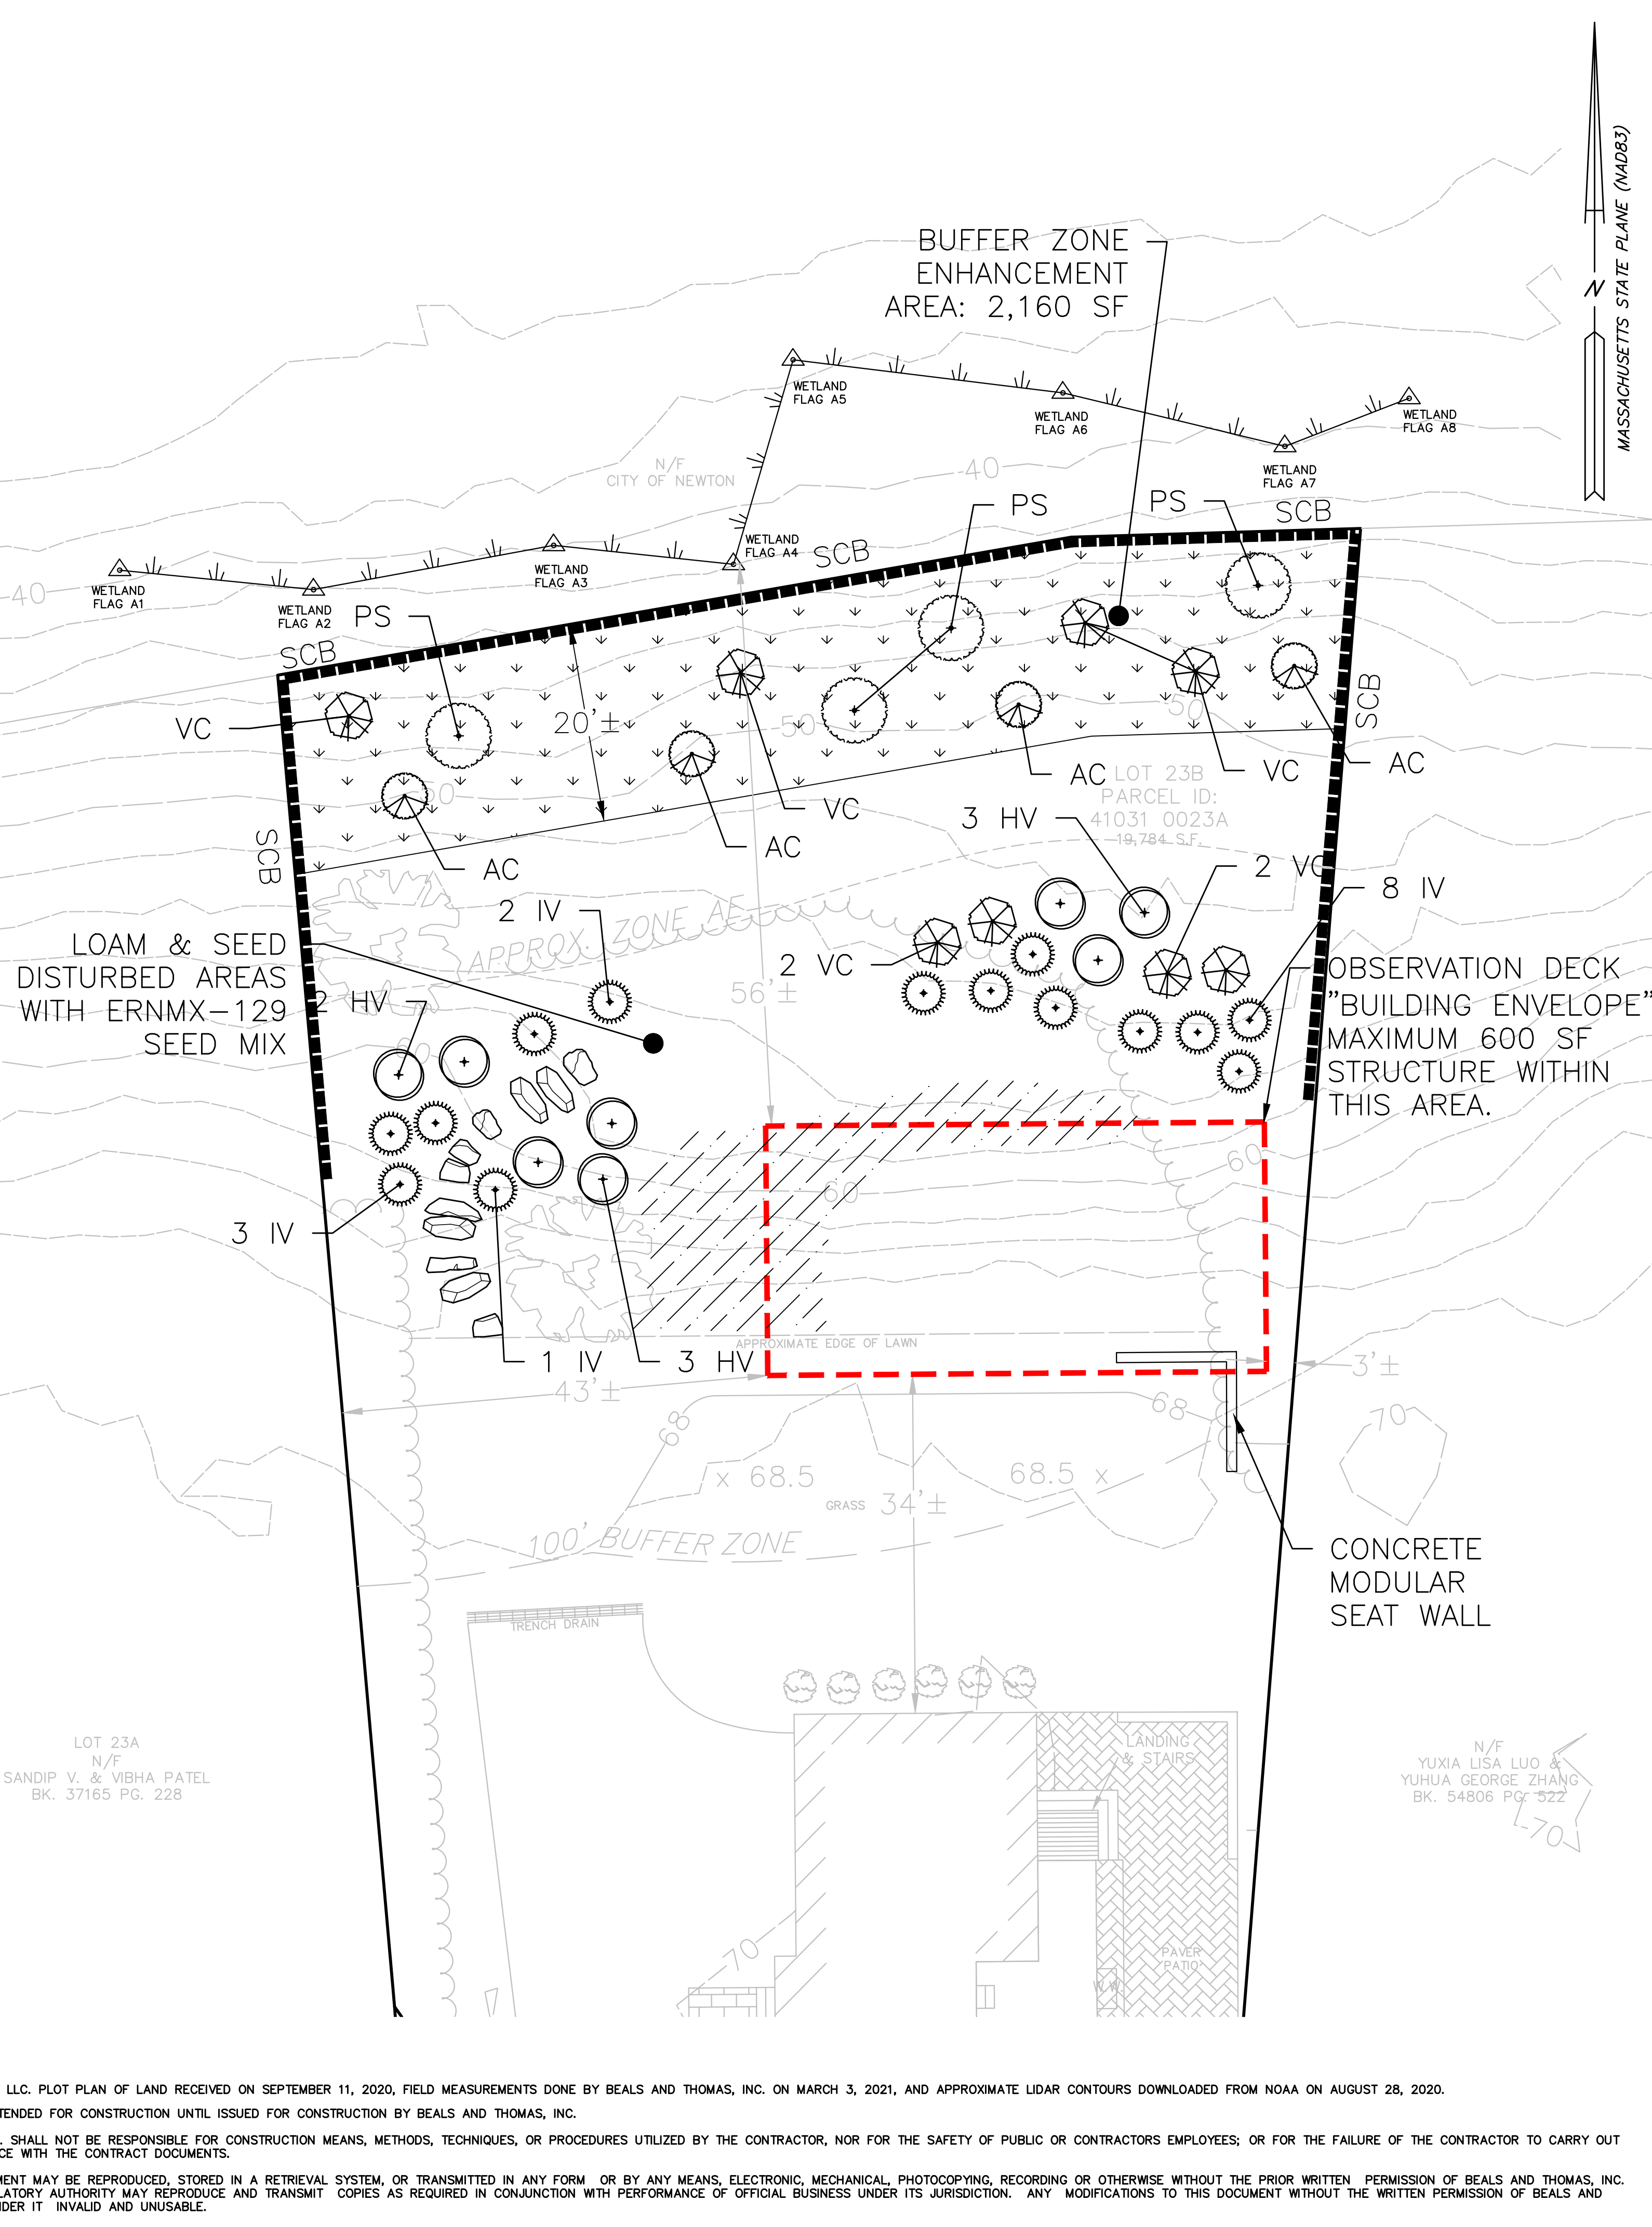 MASSACHUSETTS STATE PLANE (NAD83)
N
BUFFER ZONE
ENHANCEMENT
AREA: 2,160 SF
WETLAND
FLAG A5
WETLAND
FLAG A6
WETLAND
FLAG A8
WETLAND
FLAG A7
N/F
CITY OF NEWTON
40
PS
PS
SCB
WETLAND
FLAG A4
SCB
WETLAND
FLAG A3
WETLAND
FLAG A1
40
WETLAND
FLAG A2
PS
SCB
SCB
VC
20'±
50
50
AC
VC
AC
LOT 23B
PARCEL ID:
41031 0023A
19,784 S.F.
50
VC
3 HV
AC
SCB
AC
2 VC
8 IV
2 IV
APPROX. ZONE AE
LOAM & SEED
DISTURBED AREAS
WITH ERNMX-129
SEED MIX
2 HV
2 VC
56'±
OBSERVATION DECK
"BUILDING ENVELOPE"
MAXIMUM 600 SF
STRUCTURE WITHIN
THIS AREA.
60
60
60
3 IV
APPROXIMATE EDGE OF LAWN
1 IV
3 HV
43'±
3'±
68
68
70
x 68.5
68.5 x
GRASS
34'±
100' BUFFER ZONE
CONCRETE
MODULAR
SEAT WALL
TRENCH DRAIN
LOT 23A
N/F
SANDIP V. & VIBHA PATEL
BK. 37165 PG. 228
LANDING
& STAIRS
N/F
YUXIA LISA LUO &
YUHUA GEORGE ZHANG
BK. 54806 PG. 522
70
70
PAVER
PATIO
W.W.
LLC. PLOT PLAN OF LAND RECEIVED ON SEPTEMBER 11, 2020, FIELD MEASUREMENTS DONE BY BEALS AND THOMAS, INC. ON MARCH 3, 2021, AND APPROXIMATE LIDAR CONTOURS DOWNLOADED FROM NOAA ON AUGUST 28, 2020.
TENDED FOR CONSTRUCTION UNTIL ISSUED FOR CONSTRUCTION BY BEALS AND THOMAS, INC.
. SHALL NOT BE RESPONSIBLE FOR CONSTRUCTION MEANS, METHODS, TECHNIQUES, OR PROCEDURES UTILIZED BY THE CONTRACTOR, NOR FOR THE SAFETY OF PUBLIC OR CONTRACTORS EMPLOYEES; OR FOR THE FAILURE OF THE CONTRACTOR TO CARRY OUT
CE WITH THE CONTRACT DOCUMENTS.
MENT MAY BE REPRODUCED, STORED IN A RETRIEVAL SYSTEM, OR TRANSMITTED IN ANY FORM OR BY ANY MEANS, ELECTRONIC, MECHANICAL, PHOTOCOPYING, RECORDING OR OTHERWISE WITHOUT THE PRIOR WRITTEN PERMISSION OF BEALS AND THOMAS, INC.
LATORY AUTHORITY MAY REPRODUCE AND TRANSMIT COPIES AS REQUIRED IN CONJUNCTION WITH PERFORMANCE OF OFFICIAL BUSINESS UNDER ITS JURISDICTION. ANY MODIFICATIONS TO THIS DOCUMENT WITHOUT THE WRITTEN PERMISSION OF BEALS AND
NDER IT INVALID AND UNUSABLE.